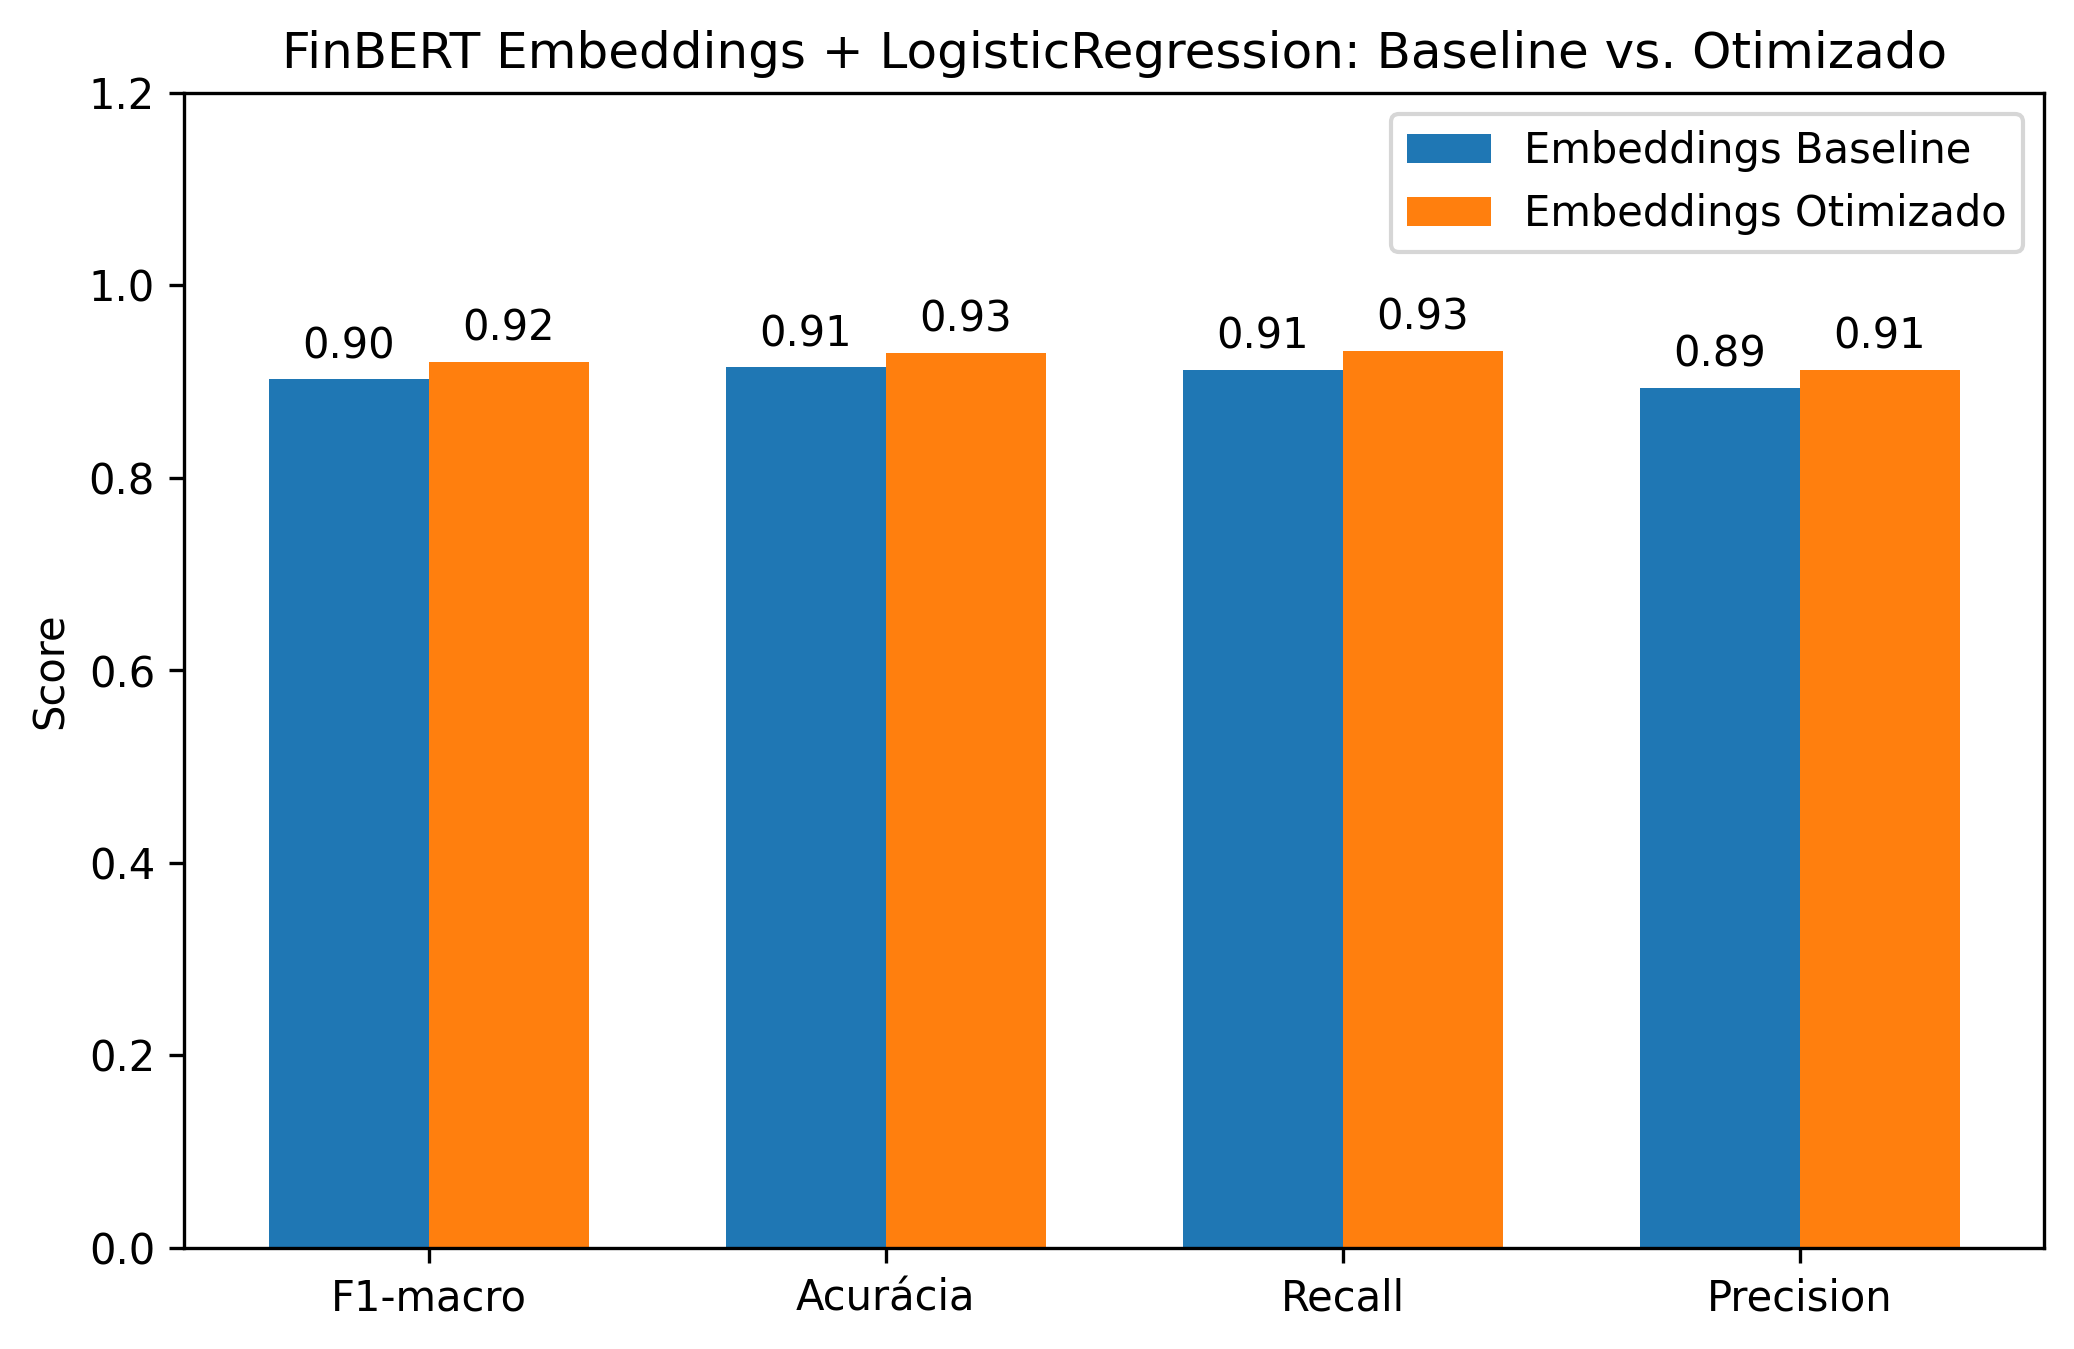 FinBERT Embeddings + LogisticRegression: Baseline vs. Otimizado
1.2
Embeddings Baseline
Embeddings Otimizado
1.0
0.90 0.92 0.91 0.93 0.91 0.93 0.89 0.91
0.8
0.6
Score
0.4
0.2
0.0
F1-macro Acurácia Recall Precision